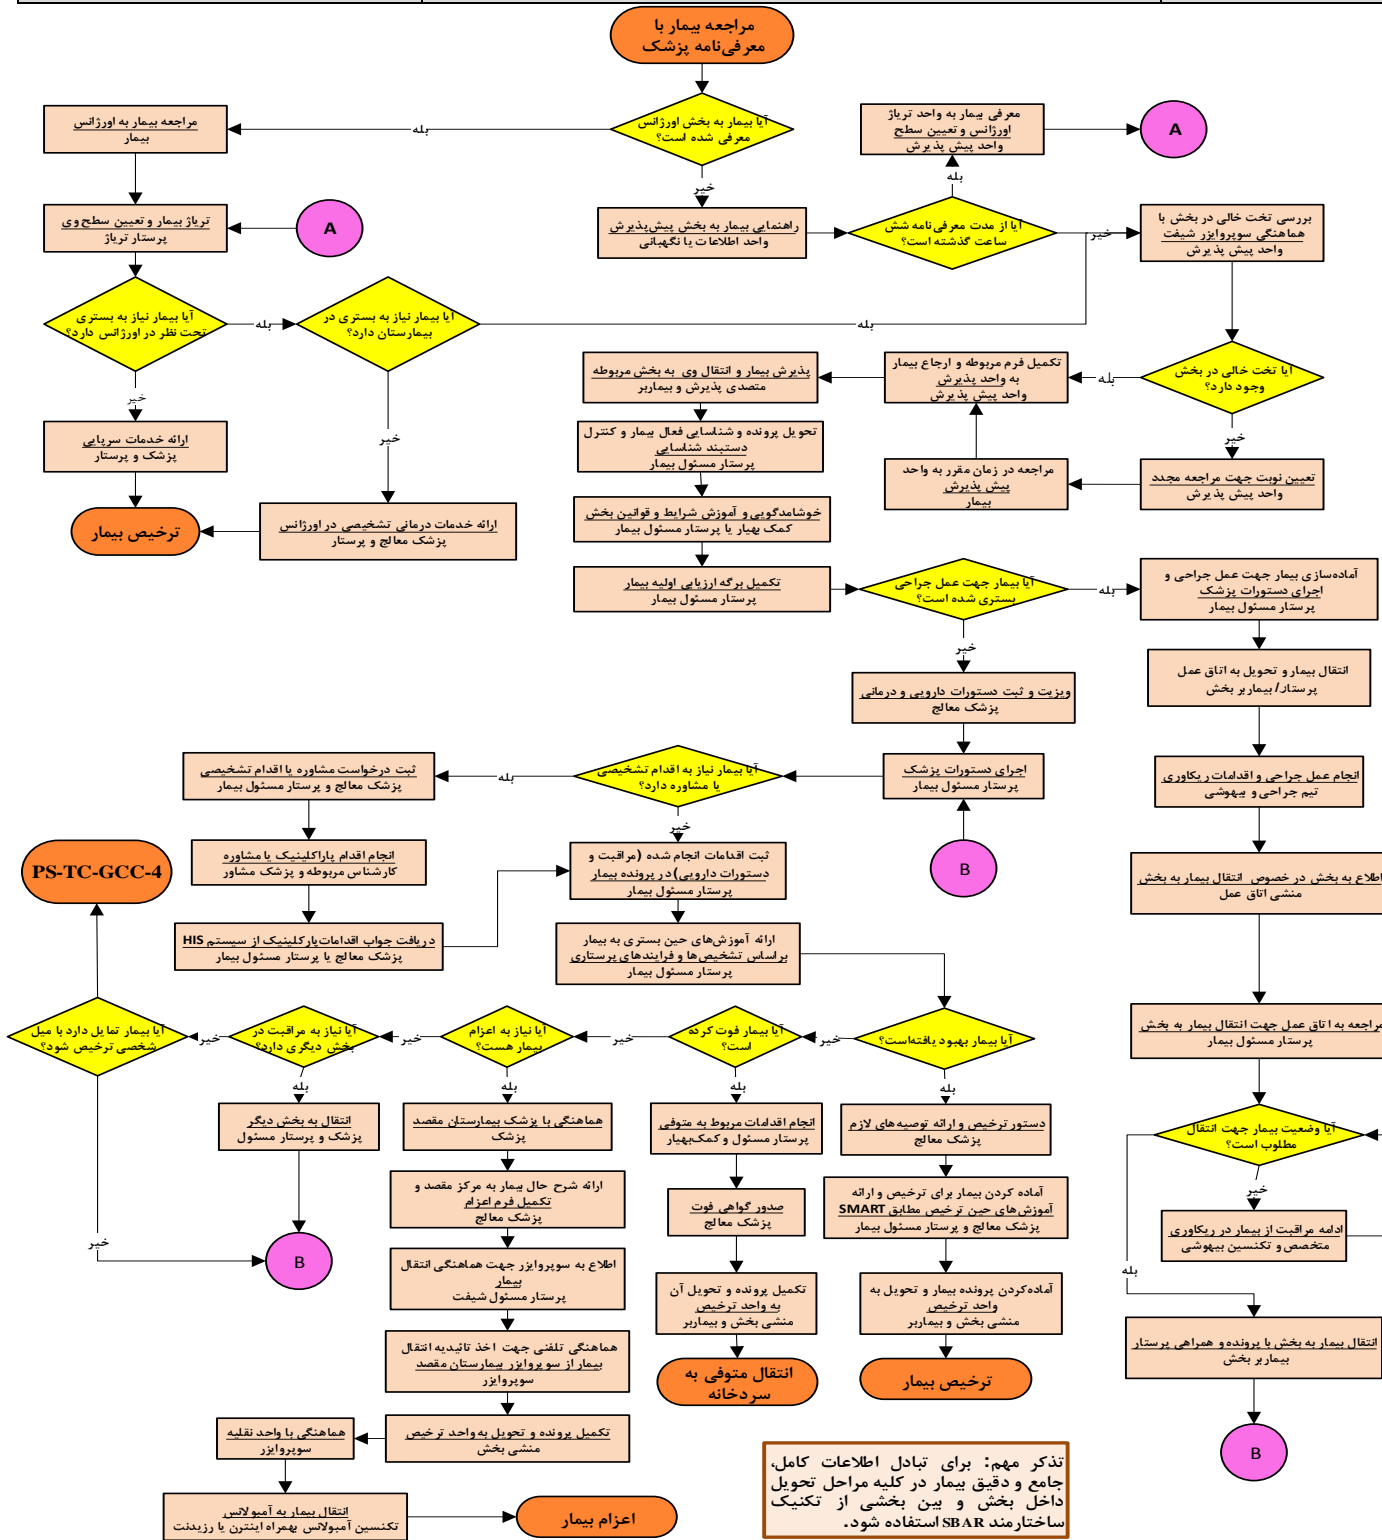 مراجعه بیمار با
معرفی‌نامه پزشک
آیا بیمار به بخش اورژانس
معرفی شده است؟
بله
خیر
مراجعه بیمار به اورژانس
بیمار
معرفی بیمار به واحد تریاژ
اورژانس و تعیین سطح
واحد پیش پذیرش
A
بله
تریاژ بیمار و تعیین سطح وی
پرستار تریاژ
A
راهنمایی بیمار به بخش پیش‌پذیرش
واحد اطلاعات یا نگهبانی
آیا از مدت معرفی‌نامه شش
ساعت گذشته است؟
خیر
بررسی تخت خالی در بخش با
هماهنگی سوپروایزر شیفت
واحد پیش پذیرش
آیا بیمار نیاز به بستری
تحت نظر در اورژانس دارد؟
بله
آیا بیمار نیاز به بستری در
بیمارستان دارد؟
بله
خیر
خیر
ارائه خدمات سرپایی
پزشک و پرستار
ترخیص بیمار
ارائه خدمات درمانی تشخیصی در اورژانس
پزشک معالج و پرستار
آیا تخت خالی در بخش
وجود دارد؟
بله
خیر
تکمیل فرم مربوطه و ارجاع بیمار
به واحد پذیرش
واحد پیش پذیرش
تعیین نوبت جهت مراجعه مجدد
واحد پیش پذیرش
مراجعه در زمان مقرر به واحد
پیش پذیرش
بیمار
پذیرش بیمار و انتقال وی به بخش مربوطه
متصدی پذیرش و بیماربر
تحویل پرونده و شناسایی فعال بیمار و کنترل
دستبند شناسایی
پرستار مسئول بیمار
خوشامدگویی و آموزش شرایط و قوانین بخش
کمک بهیار یا پرستار مسئول بیمار
تکمیل برگه ارزیابی اولیه بیمار
پرستار مسئول بیمار
آیا بیمار جهت عمل جراحی
بستری شده است؟
بله
خیر
آماده‌سازی بیمار جهت عمل جراحی و
اجرای دستورات پزشک
پرستار مسئول بیمار
انتقال بیمار و تحویل به اتاق عمل
پرستار/ بیماربر بخش
انجام عمل جراحی و اقدامات ریکاوری
تیم جراحی و بیهوشی
اطلاع به بخش در خصوص انتقال بیمار به بخش
منشی اتاق عمل
مراجعه به اتاق عمل جهت انتقال بیمار به بخش
پرستار مسئول بیمار
آیا وضعیت بیمار جهت انتقال
مطلوب است؟
خیر
ادامه مراقبت از بیمار در ریکاوری
متخصص و تکنسین بیهوشی
بله
انتقال بیمار به بخش با پرونده و همراهی پرستار
بیماربر بخش
B
ویزیت و ثبت دستورات دارویی و درمانی
پزشک معالج
اجرای دستورات پزشک
پرستار مسئول بیمار
B
آیا بیمار نیاز به اقدام تشخیصی
یا مشاوره دارد؟
بله
خیر
ثبت درخواست مشاوره یا اقدام تشخیصی
پزشک معالج و پرستار مسئول بیمار
انجام اقدام پاراکلینیک یا مشاوره
کارشناس مربوطه و پزشک مشاور
دریافت جواب اقدامات‌پارکلینیک از سیستم HIS
پزشک معالج یا پرستار مسئول بیمار
ثبت اقدامات انجام شده (مراقبت و
دستورات دارویی) در پرونده بیمار
پرستار مسئول بیمار
ارائه آموزش‌های حین بستری به بیمار
براساس تشخیص‌ها و فرایندهای پرستاری
پرستار مسئول بیمار
PS-TC-GCC-4
آیا بیمار بهبود یافته‌است؟
خیر
آیا بیمار فوت کرده
است؟
خیر
آیا نیاز به اعزام
بیمار هست؟
خیر
آیا نیاز به مراقبت در
بخش دیگری دارد؟
خیر
آیا بیمار تمایل دارد با میل
شخصی ترخیص شود؟
خیر
بله
بله
بله
بله
انتقال به بخش دیگر
پزشک و پرستار مسئول
B
هماهنگی با پزشک بیمارستان مقصد
پزشک
ارائه شرح حال بیمار به مرکز مقصد و
تکمیل فرم اعزام
پزشک معالج
اطلاع به سوپروایزر جهت هماهنگی انتقال
بیمار
پرستار مسئول شیفت
هماهنگی تلفنی جهت اخذ تائیدیه انتقال
بیمار از سوپروایزر بیمارستان مقصد
سوپروایزر
تکمیل پرونده و تحویل به واحد ترخیص
منشی بخش
هماهنگی با واحد نقلیه
سوپروایزر
انتقال بیمار به آمبولانس
تکنسین آمبولانس بهمراه اینترن یا رزیدنت
اعزام بیمار
انجام اقدامات مربوط به متوفی
پرستار مسئول و کمک‌بهیار
صدور گواهی فوت
پزشک معالج
تکمیل پرونده و تحویل آن
به واحد ترخیص
منشی بخش و بیماربر
انتقال متوفی به
سردخانه
دستور ترخیص و ارائه توصیه های لازم
پزشک معالج
آماده کردن بیمار برای ترخیص و ارائه
آموزش‌های حین ترخیص مطابق SMART
پزشک معالج و پرستار مسئول بیمار
آماده‌کردن پرونده بیمار و تحویل به
واحد ترخیص
منشی بخش و بیماربر
ترخیص بیمار
تذکر مهم: برای تبادل اطلاعات کامل،
جامع و دقیق بیمار در کلیه مراحل تحویل
داخل بخش و بین بخشی از تکنیک
ساختارمند SBAR استفاده شود.